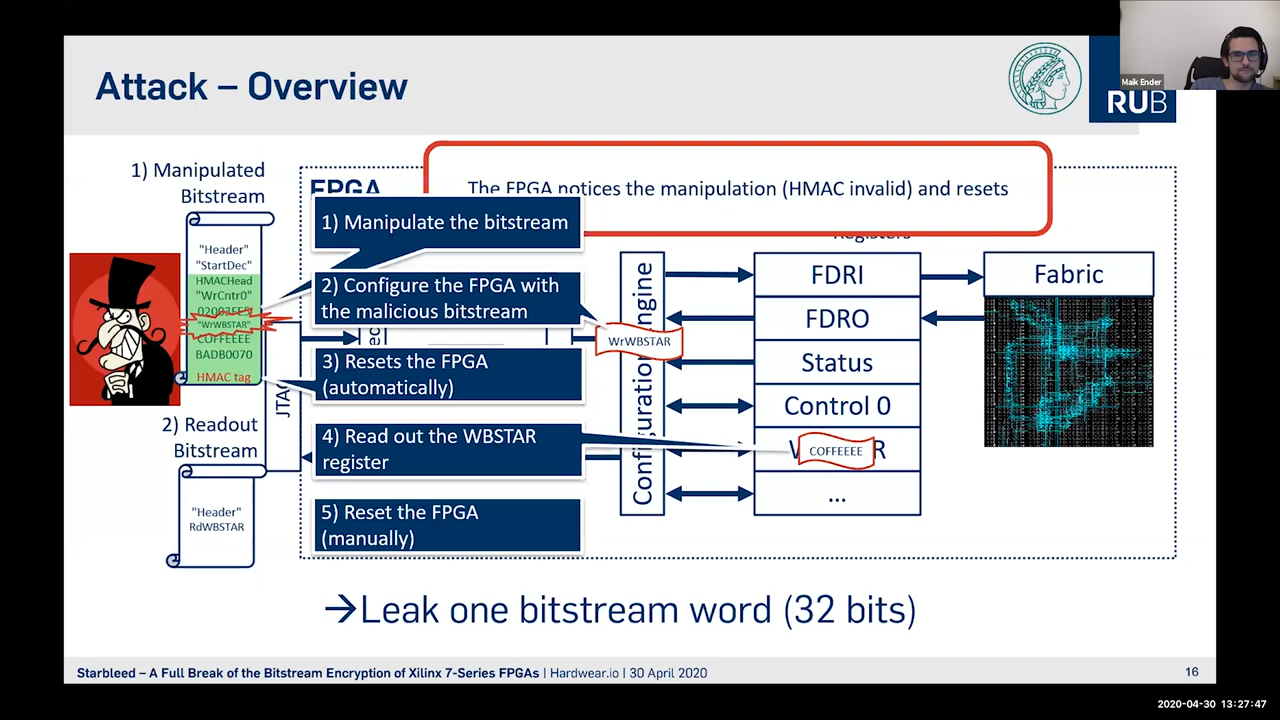 Attack – Overview
Maik Ender
RUB
1) Manipulated
Bitstream
"Header"
"StartDec"
HMACHead
"WrCntr0"
"WrWBSTAR"
COFFEEEE
BADB0070
HMAC tag
2) Readout
Bitstream
"Header"
RdWBSTAR
FPGA
The FPGA notices the manipulation (HMAC invalid) and resets
1) Manipulate the bitstream
2) Configure the FPGA with
the malicious bitstream
3) Resets the FPGA
(automatically)
4) Read out the WBSTAR
register
5) Reset the FPGA
(manually)
WrWBSTAR
Registers
FDRI
FDRO
Status
Control 0
COFFEEEE
...
Fabric
→Leak one bitstream word (32 bits)
Starbleed – A Full Break of the Bitstream Encryption of Xilinx 7-Series FPGAs | Hardwear.io | 30 April 2020
16
2020-04-30 13:27:47